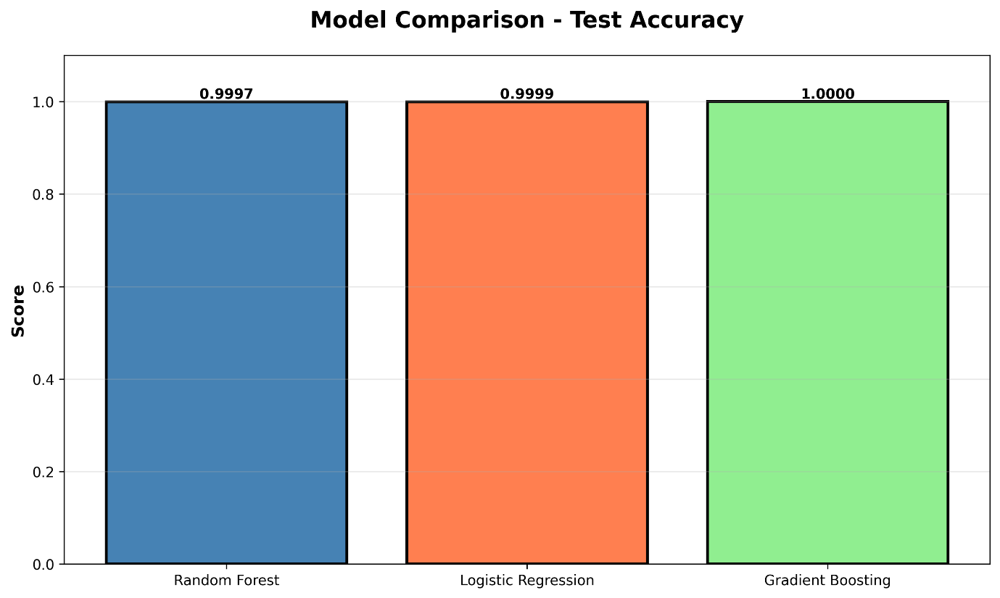 Model Comparison - Test Accuracy
0.9997
0.9999
1.0000
1.0
0.8
0.6
0.4
0.2
0.0
Score
Random Forest
Logistic Regression
Gradient Boosting